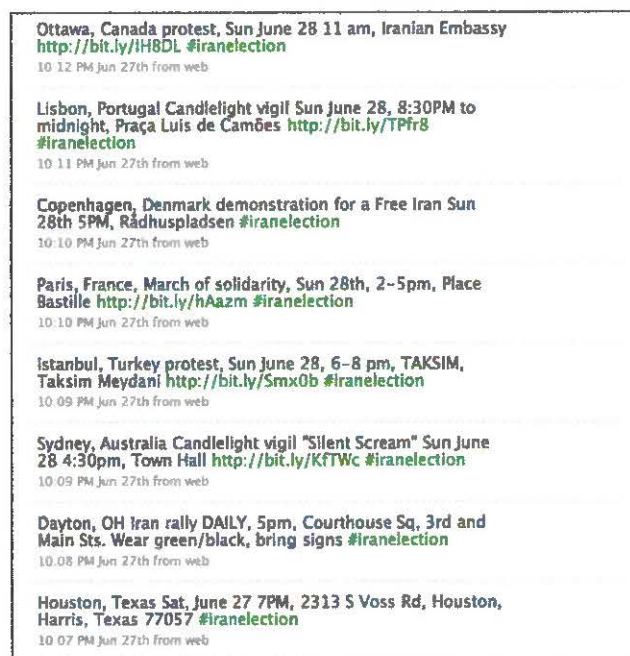 Ottawa, Canada protest, Sun June 28 11 am, Iranian Embassy
http://bit.ly/iH8DL #iranelection
10:12 PM Jun 27th from web
Lisbon, Portugal Candlelight vigil Sun June 28, 8:30PM to
midnight, Praça Luis de Camões http://bit.ly/TPfr8
#iranelection
10:11 PM Jun 27th from web
Copenhagen, Denmark demonstration for a Free Iran Sun
28th 5PM, Rådhuspladsen #iranelection
10:10 PM Jun 27th from web
Paris, France, March of solidarity, Sun 28th, 2-5pm, Place
Bastille http://bit.ly/hAazm #iranelection
10:10 PM Jun 27th from web
Istanbul, Turkey protest, Sun June 28, 6-8 pm, TAKSIM,
Taksim Meydani http://bit.ly/Smx0b #iranelection
10:09 PM Jun 27th from web
Sydney, Australia Candlelight vigil "Silent Scream" Sun June
28 4:30pm, Town Hall http://bit.ly/KfTWc #iranelection
10:09 PM Jun 27th from web
Dayton, OH Iran rally DAILY, 5pm, Courthouse Sq, 3rd and
Main Sts. Wear green/black, bring signs #iranelection
10:08 PM Jun 27th from web
Houston, Texas Sat, June 27 7PM, 2313 S Voss Rd, Houston,
Harris, Texas 77057 #iranelection
10:07 PM Jun 27th from web